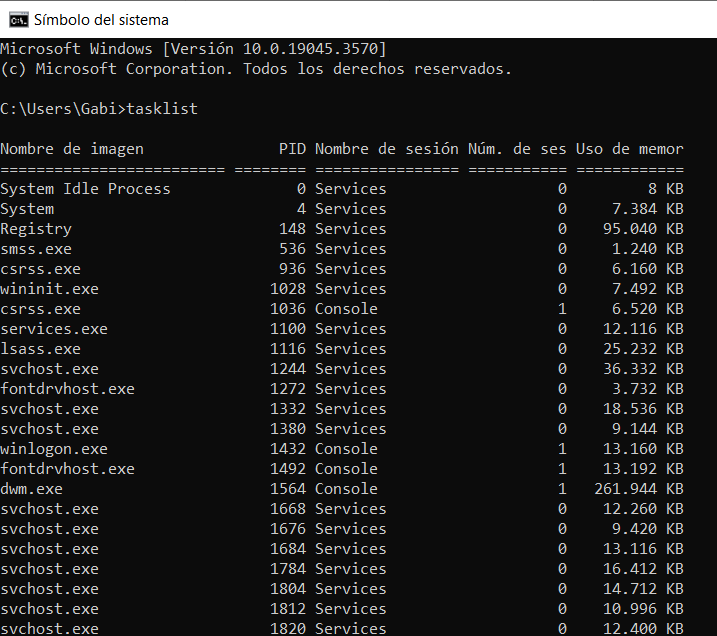 Símbolo del sistema
Microsoft Windows [Versión 10.0.19045.3570]
(c) Microsoft Corporation. Todos los derechos reservados.
C:\Users\Gabi>tasklist
Nombre de imagen               PID Nombre de sesión Núm. de ses Uso de memor
========================= ======== ================ =========== ============
System Idle Process              0 Services                   0         8 KB
System                           4 Services                   0     7.384 KB
Registry                       148 Services                   0    95.040 KB
smss.exe                       536 Services                   0     1.240 KB
csrss.exe                      936 Services                   0     6.160 KB
wininit.exe                   1028 Services                   0     7.492 KB
csrss.exe                     1036 Console                    1     6.520 KB
services.exe                  1100 Services                   0    12.116 KB
lsass.exe                     1116 Services                   0    25.232 KB
svchost.exe                   1244 Services                   0    36.332 KB
fontdrvhost.exe               1272 Services                   0     3.732 KB
svchost.exe                   1332 Services                   0    18.536 KB
svchost.exe                   1380 Services                   0     9.144 KB
winlogon.exe                  1432 Console                    1    13.160 KB
fontdrvhost.exe               1492 Console                    1    13.192 KB
dwm.exe                       1564 Console                    1   261.944 KB
svchost.exe                   1668 Services                   0    12.260 KB
svchost.exe                   1676 Services                   0     9.420 KB
svchost.exe                   1684 Services                   0    13.116 KB
svchost.exe                   1784 Services                   0    16.412 KB
svchost.exe                   1804 Services                   0    14.712 KB
svchost.exe                   1812 Services                   0    10.996 KB
svchost.exe                   1820 Services                   0    12.400 KB